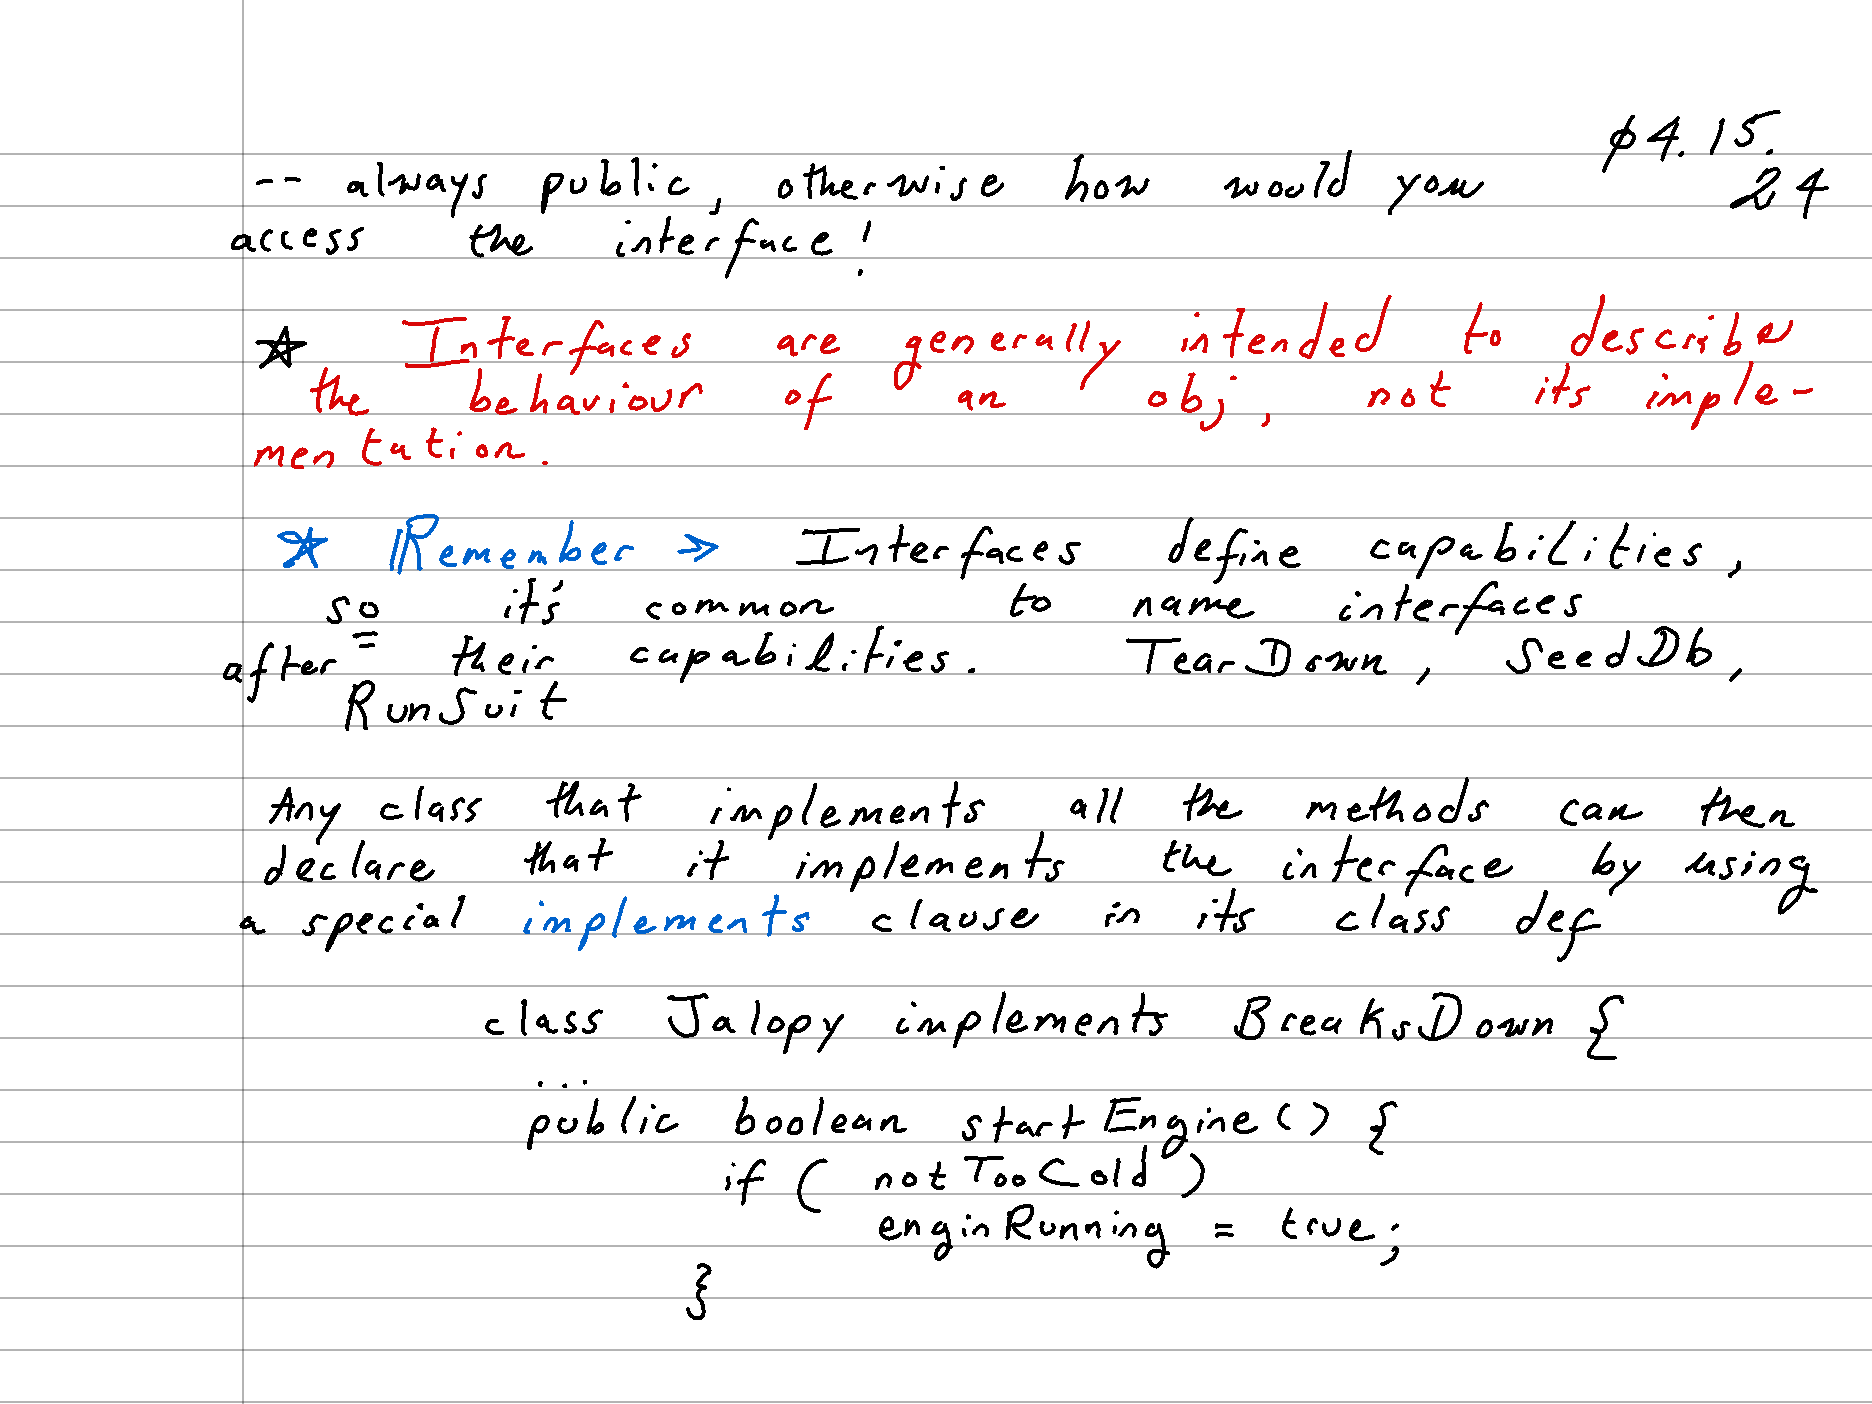 φ4.15.
24
-- always public, otherwise how would you
access the interface!
☆ Interfaces are generally intended to describe
the behaviour of an obj, not its imple-
mentation.
☆ Remember >> Interfaces define capabilities,
so it's common to name interfaces
after their capabilities. TearDown, SeedDb,
RunSuit
Any class that implements all the methods can then
declare that it implements the interface by using
a special implements clause in its class def
class Jalopy implements BreaksDown {
...
public boolean startEngine() {
if ( notTooCold )
enginRunning = true;
}